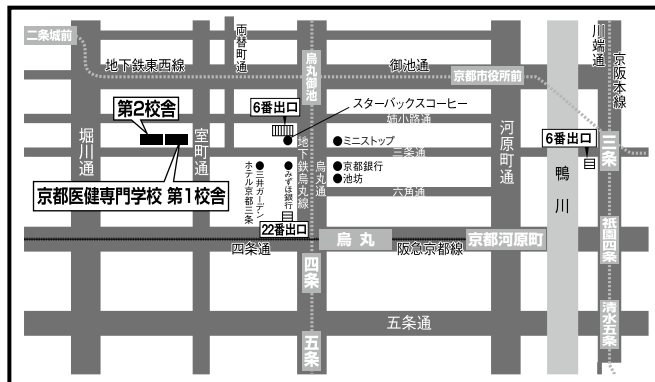 二条城前
地下鉄東西線
両替町通
烏丸御池
御池通
京都市役所前
川端通
京阪本線
第2校舎
6番出口
スターバックスコーヒー
姉小路通
堀川通
室町通
ミニストップ
三条通
河原町通
6番出口
三条
京都医健専門学校 第1校舎
ホテル京都三条
三井ガーデン
みずほ銀行
地下鉄烏丸線
烏丸通
京都銀行
池坊
六角通
鴨川
22番出口
四条通
烏丸
阪急京都線
京都河原町
祇園四条
四条
五条通
清水五条
五条